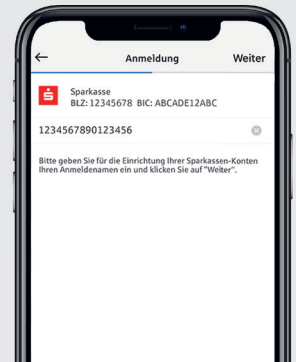 Anmeldung Weiter
Sparkasse
BLZ: 12345678 BIC: ABCADE12ABC
1234567890123456
Bitte geben Sie für die Einrichtung Ihrer Sparkassen-Konten
Ihren Anmeldenamen ein und klicken Sie auf "Weiter".